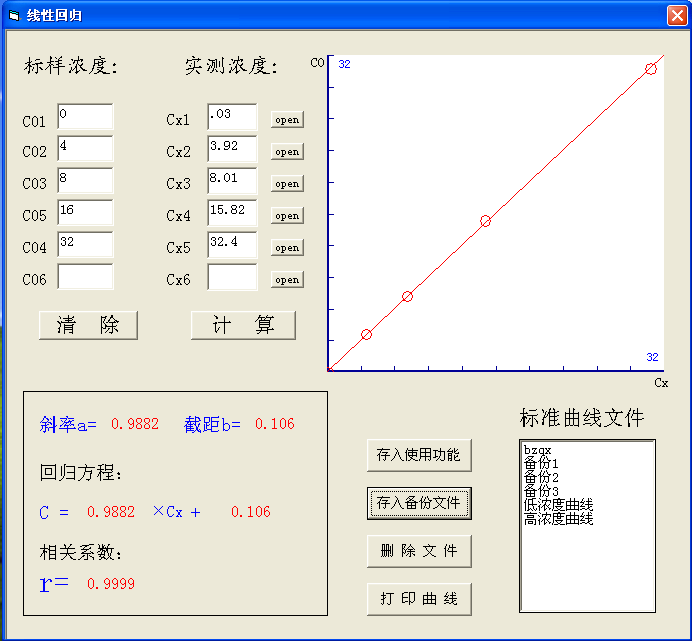 线性回归
标样浓度: 实测浓度:
C01 0 Cx1 .03 open
C02 4 Cx2 3.92 open
C03 8 Cx3 8.01 open
C05 16 Cx4 15.82 open
C04 32 Cx5 32.4 open
C06 Cx6 open
清 除 计 算
C0 32
32
Cx
斜率a= 0.9882 截距b= 0.106
回归方程:
C = 0.9882 ×Cx + 0.106
相关系数:
r= 0.9999
存入使用功能
存入备份文件
删 除 文 件
打 印 曲 线
标准曲线文件
bzqx
备份1
备份2
备份3
低浓度曲线
高浓度曲线